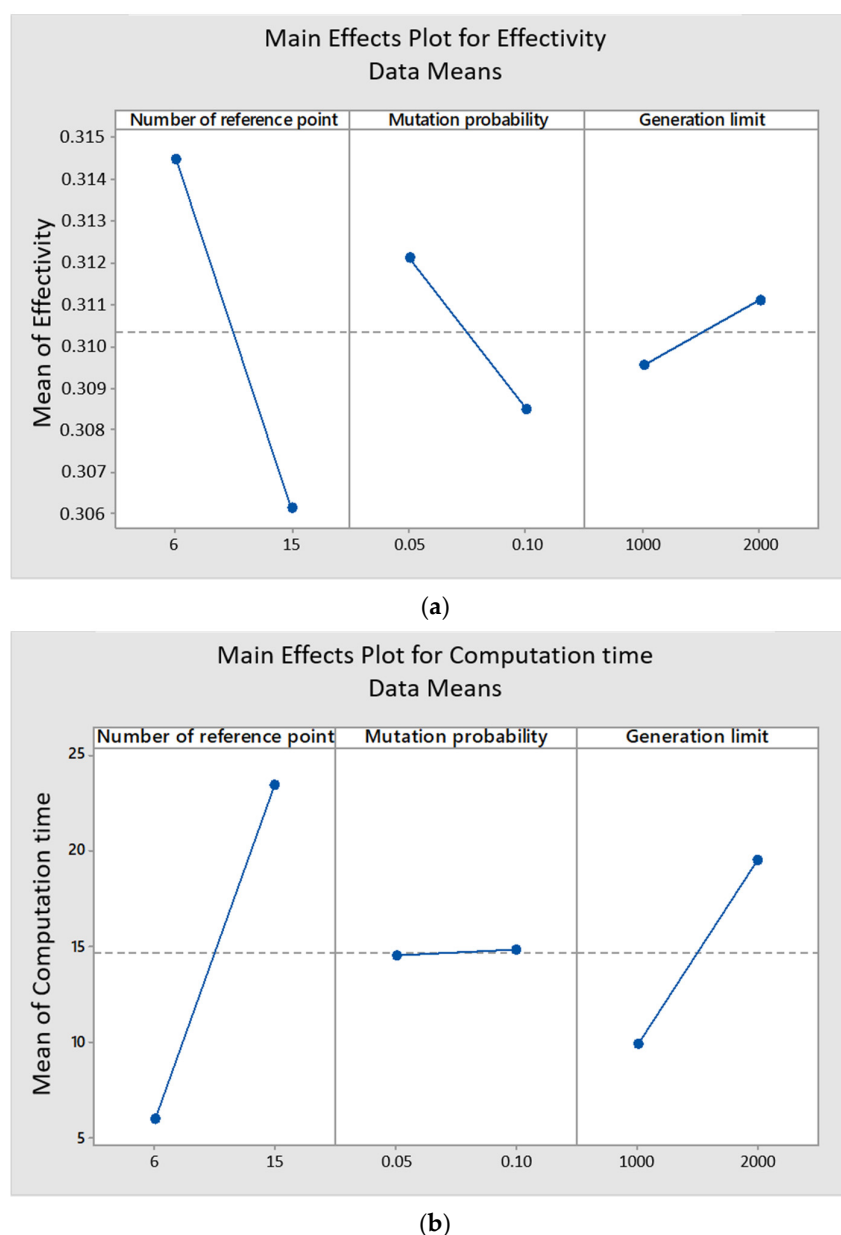 Main Effects Plot for Effectivity
Data Means
Number of reference point Mutation probability Generation limit
Mean of Effectivity
0.315
0.314
0.313
0.312
0.311
0.310
0.309
0.308
0.307
0.306
6 15 0.05 0.10 1000 2000
(a)
Main Effects Plot for Computation time
Data Means
Number of reference point Mutation probability Generation limit
Mean of Computation time
25
20
15
10
5
6 15 0.05 0.10 1000 2000
(b)